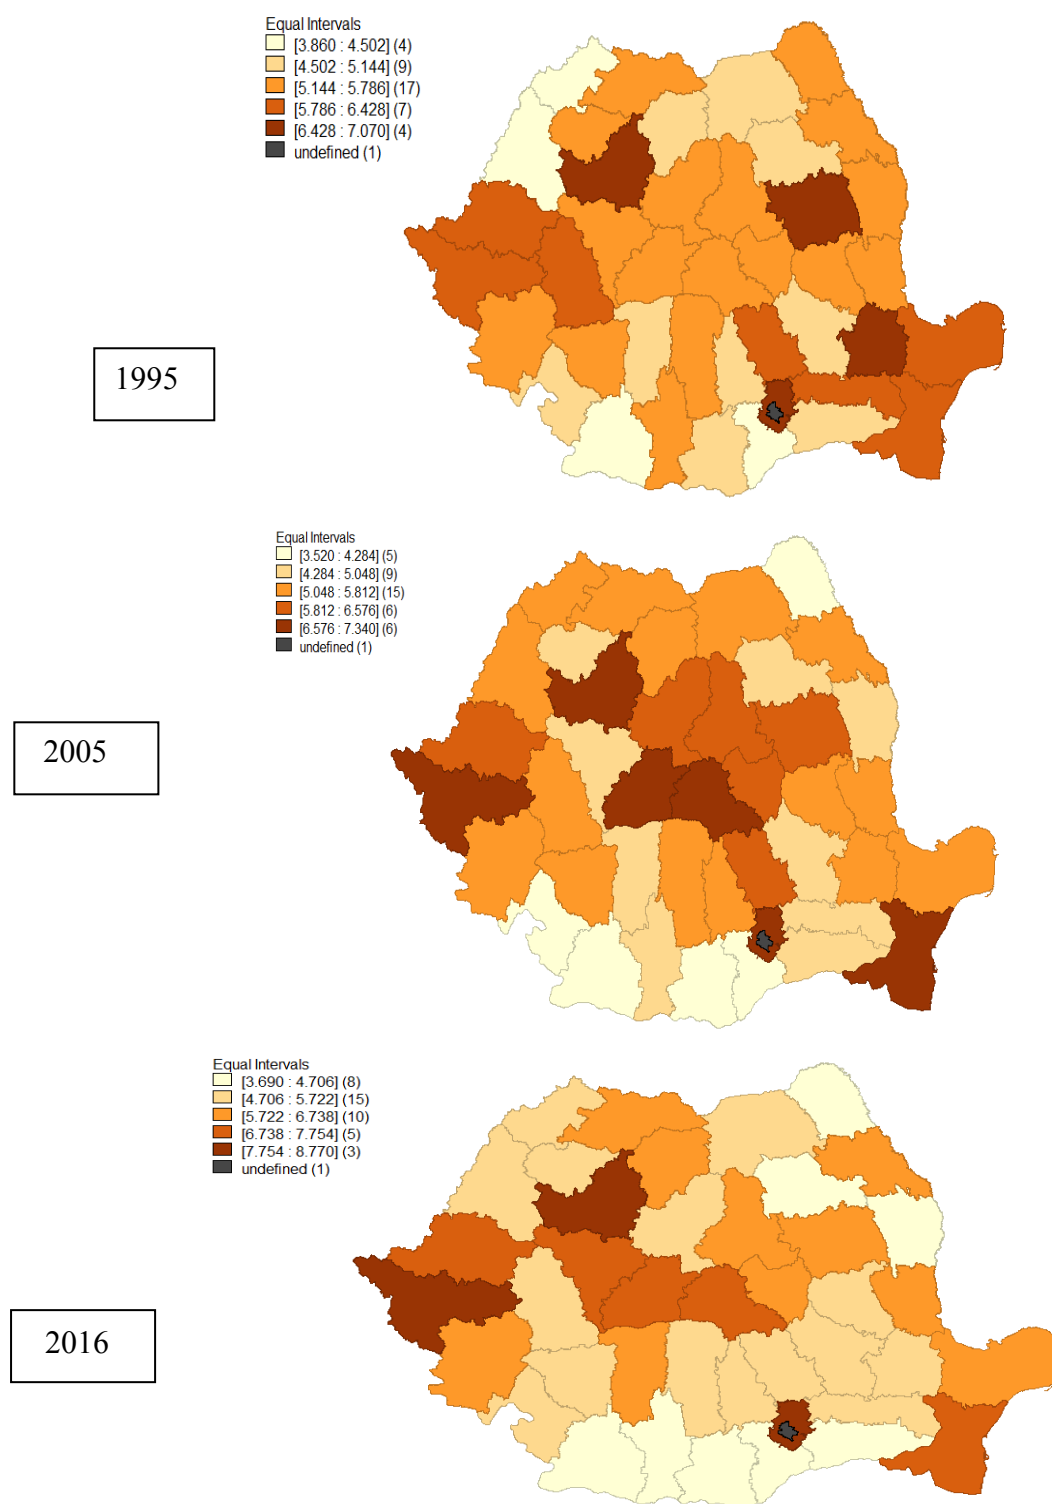 Equal Intervals
[3.860 : 4.502] (4)
[4.502 : 5.144] (9)
[5.144 : 5.786] (17)
[5.786 : 6.428] (7)
[6.428 : 7.070] (4)
undefined (1)
1995
Equal Intervals
[3.520 : 4.284] (5)
[4.284 : 5.048] (9)
[5.048 : 5.812] (15)
[5.812 : 6.576] (6)
[6.576 : 7.340] (6)
undefined (1)
2005
Equal Intervals
[3.690 : 4.706] (8)
[4.706 : 5.722] (15)
[5.722 : 6.738] (10)
[6.738 : 7.754] (5)
[7.754 : 8.770] (3)
undefined (1)
2016